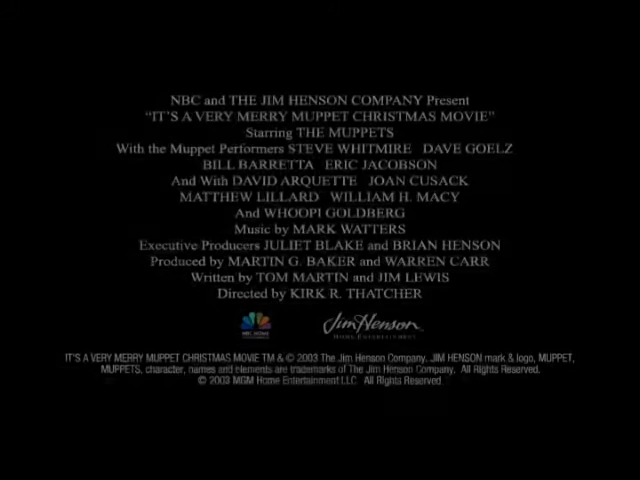 NBC and THE JIM HENSON COMPANY Present
“IT'S A VERY MERRY MUPPET CHRISTMAS MOVIE”
Starring THE MUPPETS
With the Muppet Performers STEVE WHITMIRE DAVE GOELZ
BILL BARRETTA ERIC JACOBSON
And With DAVID ARQUETTE JOAN CUSACK
MATTHEW LILLARD WILLIAM H. MACY
And WHOOPI GOLDBERG
Music by MARK WATTERS
Executive Producers JULIET BLAKE and BRIAN HENSON
Produced by MARTIN G. BAKER and WARREN CARR
Written by TOM MARTIN and JIM LEWIS
Directed by KIRK R. THATCHER
NBC HOME
Jim Henson
HOME ENTERTAINMENT
IT'S A VERY MERRY MUPPET CHRISTMAS MOVIE TM & © 2003 The Jim Henson Company. JIM HENSON mark & logo, MUPPET,
MUPPETS, character, names and elements are trademarks of The Jim Henson Company. All Rights Reserved.
© 2003 MGM Home Entertainment LLC. All Rights Reserved.